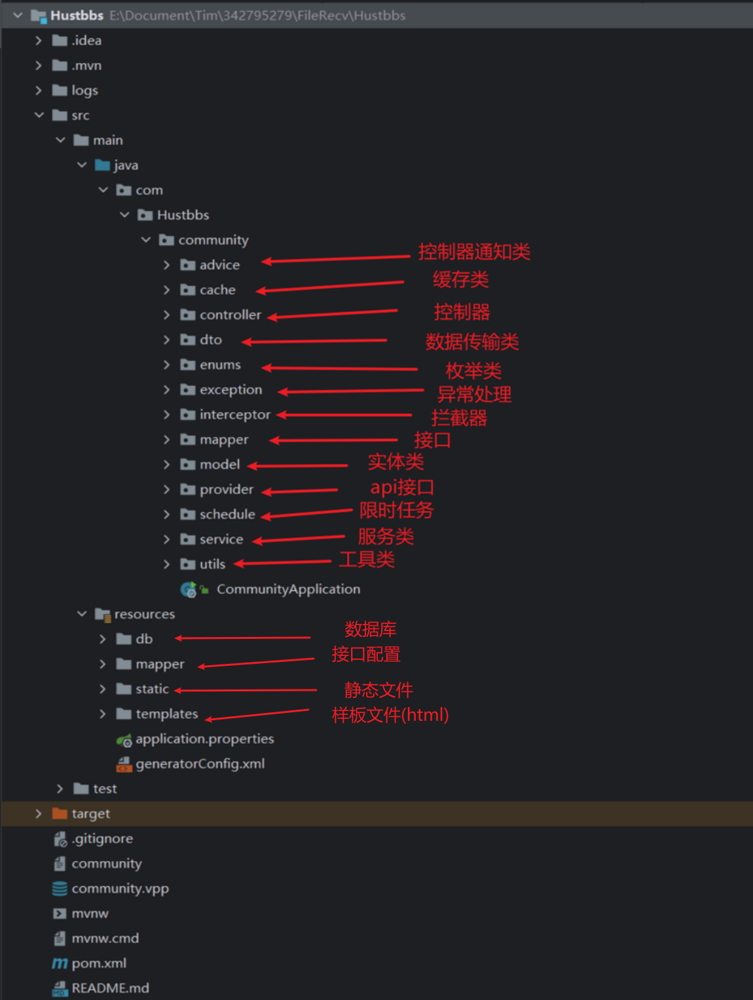 Hustbbs E:\Document\Tim\342795279\FileRecv\Hustbbs
.idea
.mvn
logs
src
main
java
com
Hustbbs
community
advice 控制器通知类
cache 缓存类
controller 控制器
dto 数据传输类
enums 枚举类
exception 异常处理
interceptor 拦截器
mapper 接口
model 实体类
provider api接口
schedule 限时任务
service 服务类
utils 工具类
CommunityApplication
resources
db 数据库
mapper 接口配置
static 静态文件
templates 样板文件(html)
application.properties
generatorConfig.xml
test
target
.gitignore
community
community.vpp
mvnw
mvnw.cmd
pom.xml
README.md